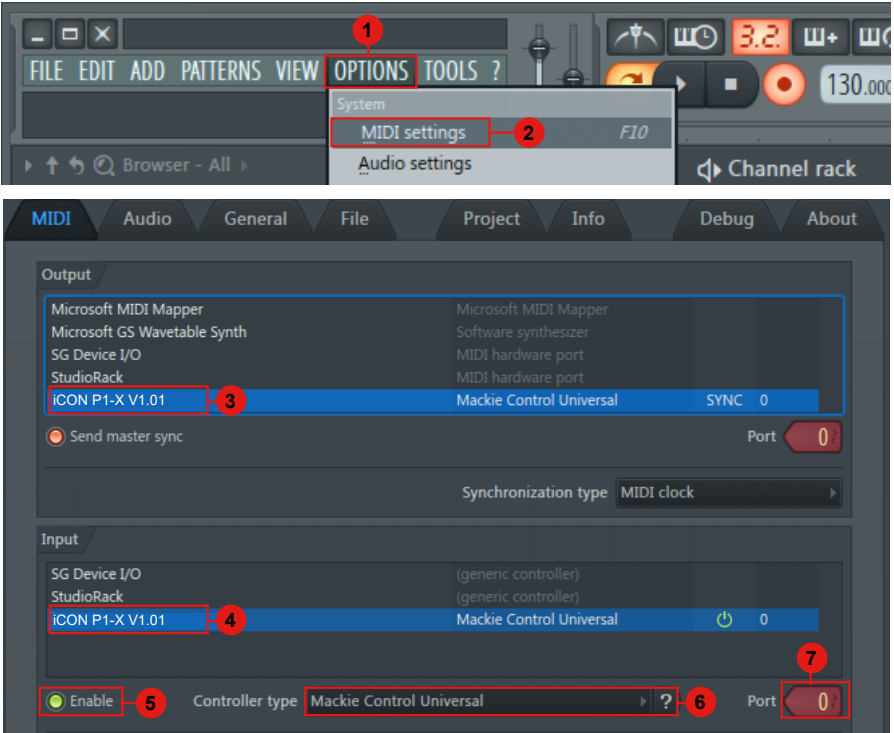 1
3.2.
FILE EDIT ADD PATTERNS VIEW OPTIONS TOOLS ?
130.000
System
MIDI settings 2 F10
Browser - All
Audio settings
Channel rack
MIDI Audio General File Project Info Debug About
Output
Microsoft MIDI Mapper Microsoft MIDI Mapper
Microsoft GS Wavetable Synth Software synthesizer
SG Device I/O MIDI hardware port
StudioRack MIDI hardware port
iCON P1-X V1.01 3 Mackie Control Universal SYNC 0
Send master sync Port 0
Synchronization type MIDI clock
Input
SG Device I/O (generic controller)
StudioRack (generic controller)
iCON P1-X V1.01 4 Mackie Control Universal 0
7
Enable 5 Controller type Mackie Control Universal ? 6 Port 0